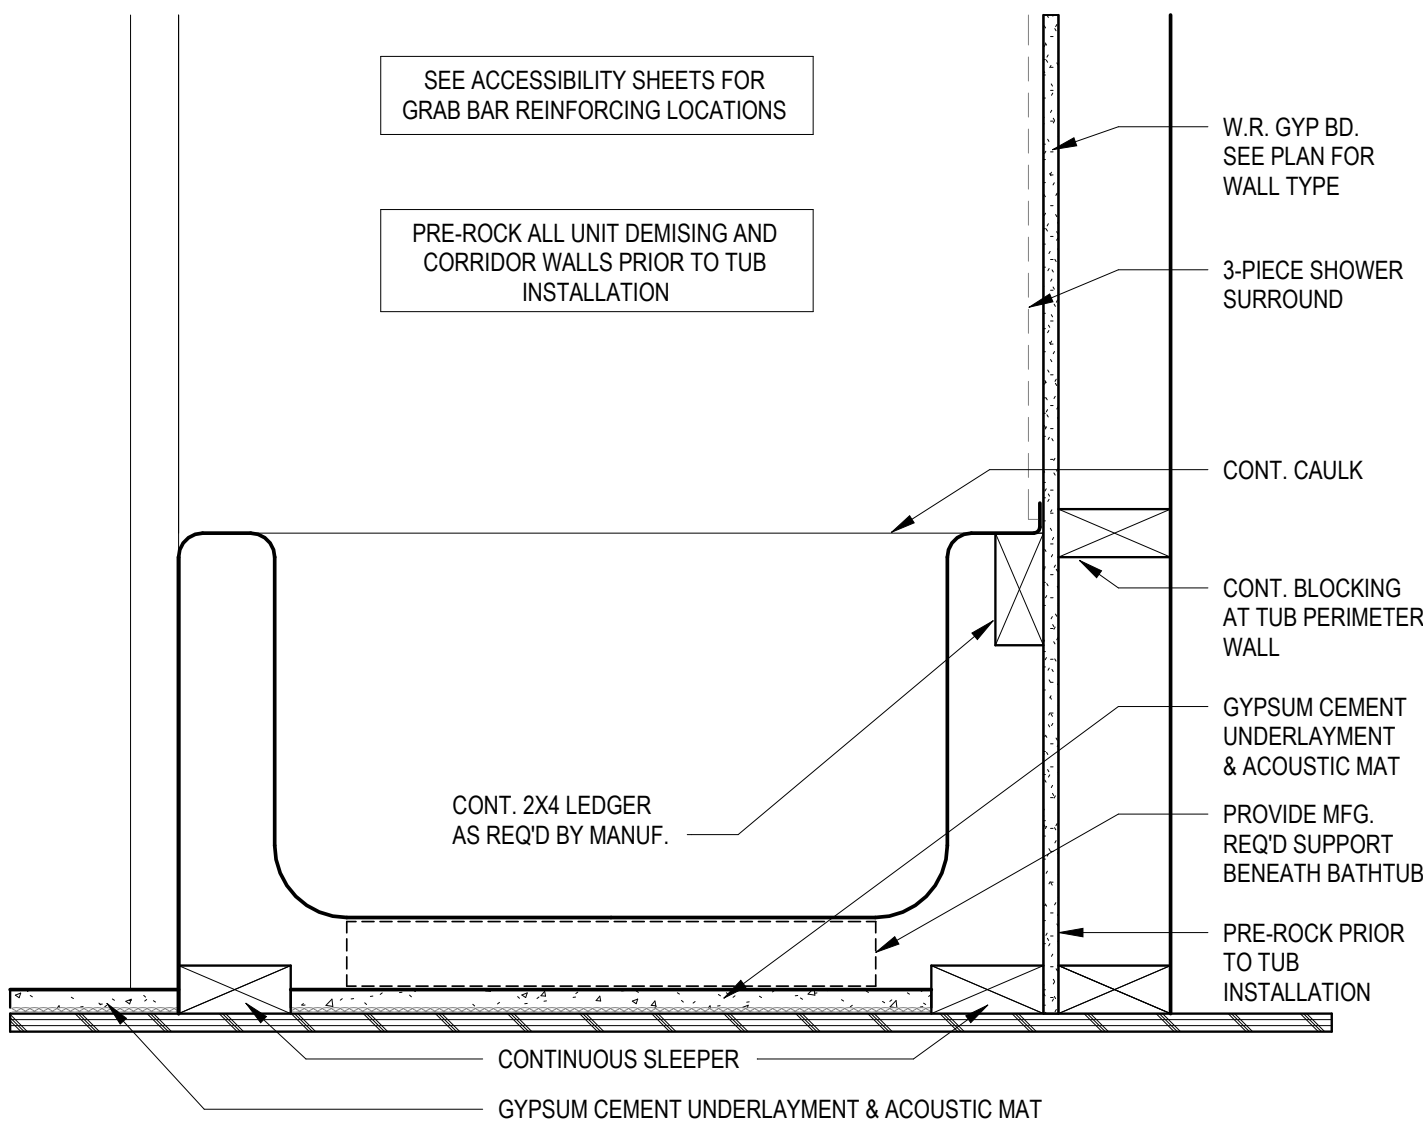 SEE ACCESSIBILITY SHEETS FOR
GRAB BAR REINFORCING LOCATIONS
PRE-ROCK ALL UNIT DEMISING AND
CORRIDOR WALLS PRIOR TO TUB
INSTALLATION
W.R. GYP BD.
SEE PLAN FOR
WALL TYPE
3-PIECE SHOWER
SURROUND
CONT. CAULK
CONT. BLOCKING
AT TUB PERIMETER
WALL
GYPSUM CEMENT
UNDERLAYMENT
& ACOUSTIC MAT
CONT. 2X4 LEDGER
AS REQ'D BY MANUF.
PROVIDE MFG.
REQ'D SUPPORT
BENEATH BATHTUB
PRE-ROCK PRIOR
TO TUB
INSTALLATION
CONTINUOUS SLEEPER
GYPSUM CEMENT UNDERLAYMENT & ACOUSTIC MAT